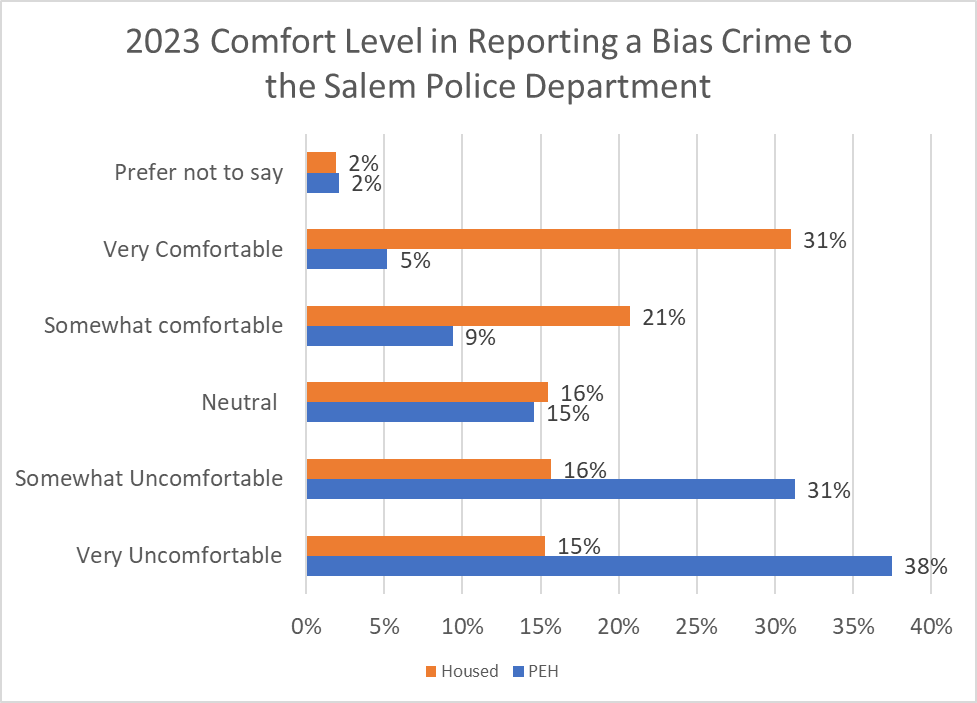 2023 Comfort Level in Reporting a Bias Crime to
the Salem Police Department
Prefer not to say
2%
2%
Very Comfortable
31%
5%
Somewhat comfortable
21%
9%
Neutral
16%
15%
Somewhat Uncomfortable
16%
31%
Very Uncomfortable
15%
38%
0% 5% 10% 15% 20% 25% 30% 35% 40%
Housed PEH